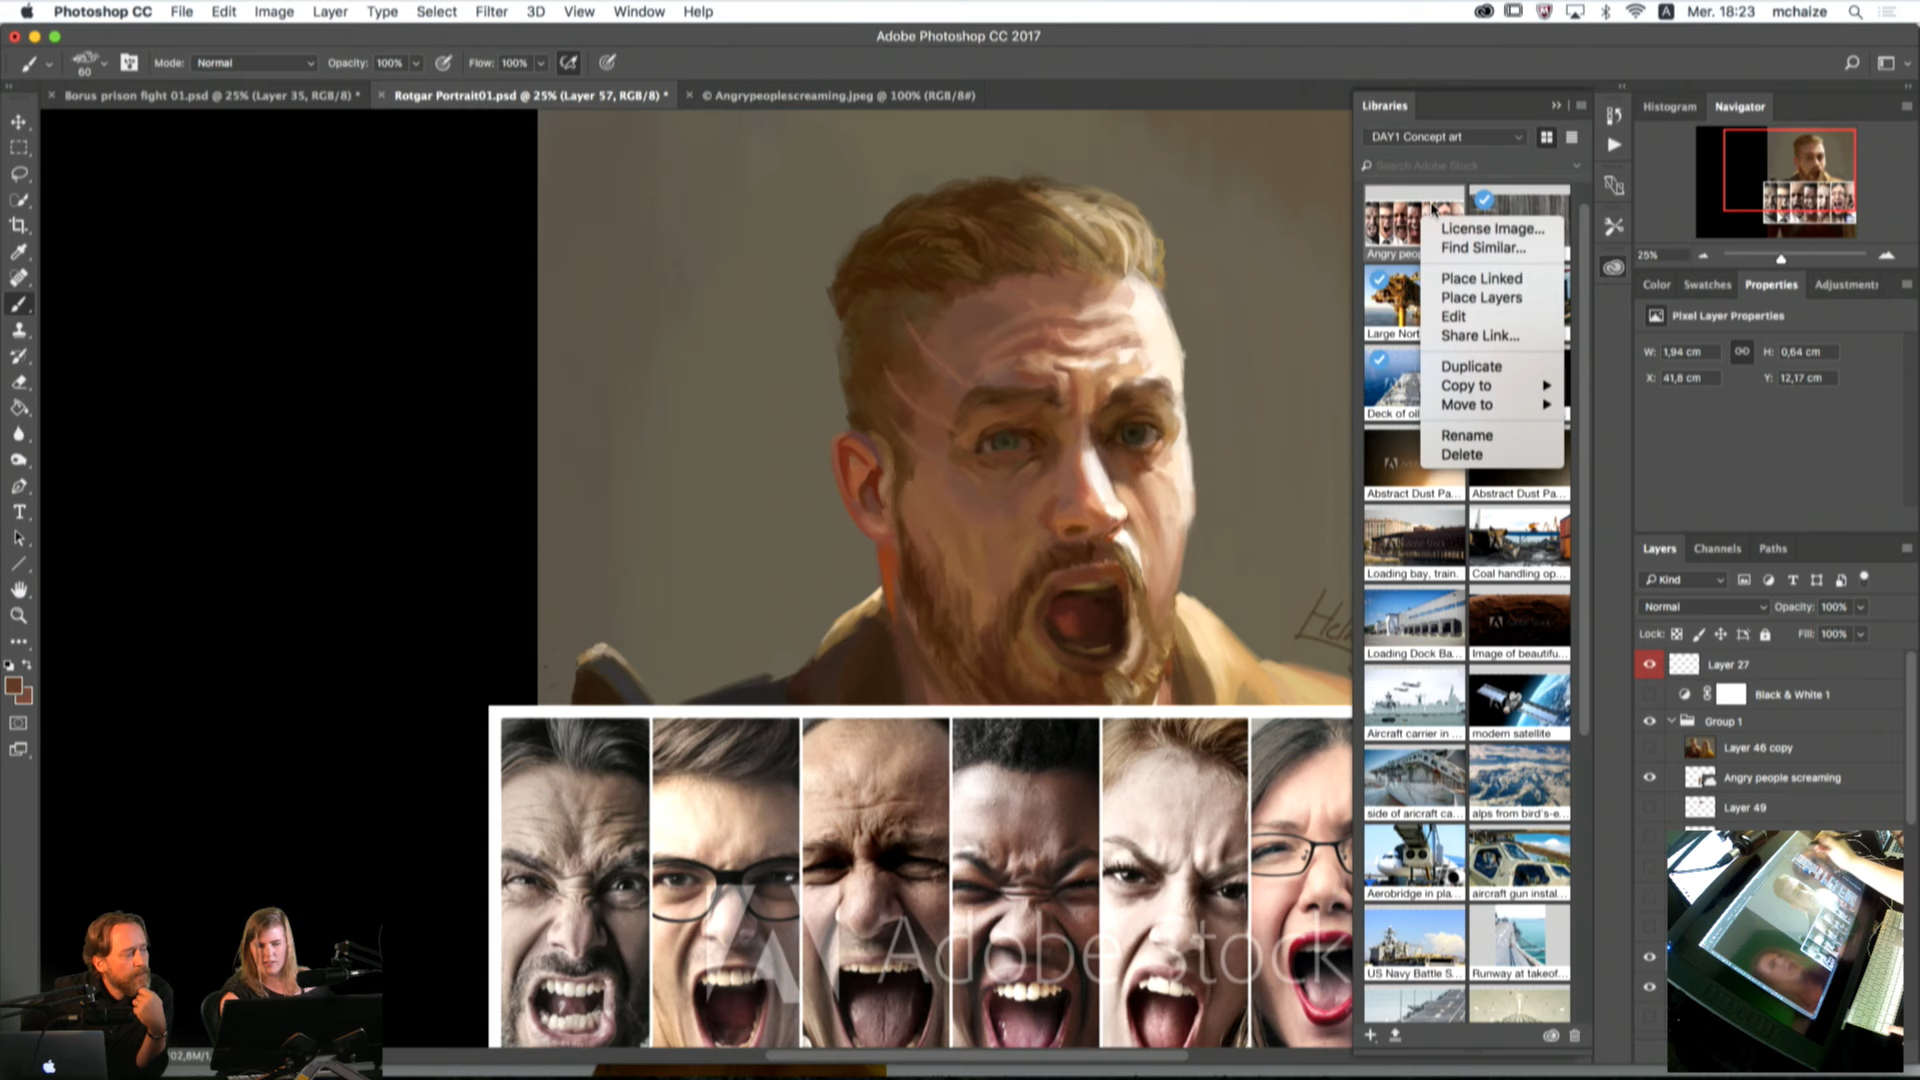 Photoshop CC File Edit Image Layer Type Select Filter 3D View Window Help
A Mer. 18:23 mchaize
Adobe Photoshop CC 2017
60 Mode: Normal Opacity: 100% Flow: 100%
Borus prison fight 01.psd @ 25% (Layer 35, RGB/8) *
Rotgar Portrait01.psd @ 25% (Layer 57, RGB/8) *
© Angrypeoplescreaming.jpeg @ 100% (RGB/8#)
Libraries
DAY1 Concept art
Search Adobe Stock
Angry peop
License Image...
Find Similar...
Place Linked
Place Layers
Edit
Share Link...
Duplicate
Copy to
Move to
Rename
Delete
Large Nort
Deck of oil
Abstract Dust Pa...
Abstract Dust Pa...
Loading bay, train.
Coal handling op...
Loading Dock Ba...
Image of beautifu...
Aircraft carrier in ...
modern satellite
side of aricraft ca...
alps from bird's-e...
Aerobridge in pla...
aircraft gun instal...
US Navy Battle S...
Runway at takeof...
Histogram Navigator
25%
Color Swatches Properties Adjustments
Pixel Layer Properties
W: 1,94 cm H: 0,64 cm
X: 41,8 cm Y: 12,17 cm
Layers Channels Paths
Kind
Normal Opacity: 100%
Lock: Fill: 100%
Layer 27
Black & White 1
Group 1
Layer 46 copy
Angry people screaming
Layer 49
Adobe Stock